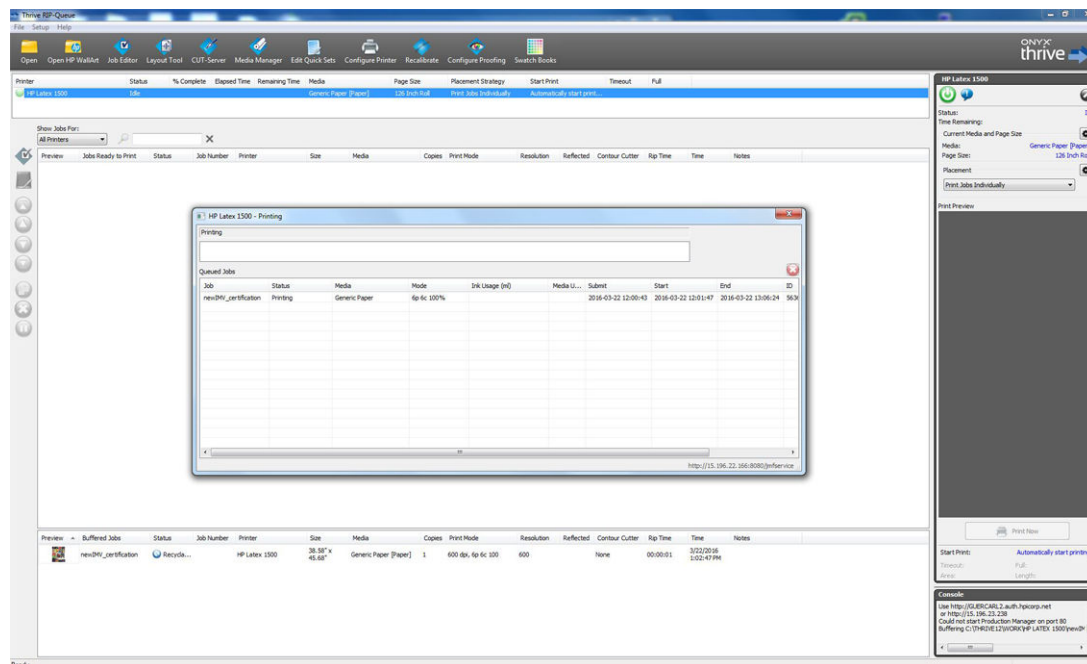 Thrive RIP-Queue
File Setup Help
Open Open HP WallArt Job Editor Layout Tool CUT-Server Media Manager Edit Quick Sets Configure Printer Recalibrate Configure Proofing Swatch Books
ONYX
thrive
Printer Status % Complete Elapsed Time Remaining Time Media Page Size Placement Strategy Start Print Timeout Full
HP Latex 1500 Idle Generic Paper [Paper] 126 Inch Roll Print Jobs Individually Automatically start print...
Show Jobs For:
All Printers
Preview Jobs Ready to Print Status Job Number Printer Size Media Copies Print Mode Resolution Reflected Contour Cutter Rip Time Time Notes
HP Latex 1500 - Printing
Printing
Queued Jobs
Job Status Media Mode Ink Usage (ml) Media U... Submit Start End ID
newIMV_certification Printing Generic Paper 6p 6c 100% 2016-03-22 12:00:43 2016-03-22 12:01:47 2016-03-22 13:06:24 563
http://15.196.22.166:8080/jmfservice
Preview Buffered Jobs Status Job Number Printer Size Media Copies Print Mode Resolution Reflected Contour Cutter Rip Time Time Notes
newIMV_certification Recycla... HP Latex 1500 38.58" x 45.68" Generic Paper [Paper] 1 600 dpi, 6p 6c 100 600 None 00:00:01 3/22/2016 1:02:47 PM
HP Latex 1500
Status:
Time Remaining:
Current Media and Page Size
Media: Generic Paper [Paper
Page Size: 126 Inch Ro
Placement
Print Jobs Individually
Print Preview
Print Now
Start Print: Automatically start printin
Timeout: Full:
Area: Length:
Console
Use http://GUERCARL2.auth.hpicorp.net
or http://15.196.23.238
Could not start Production Manager on port 80
Buffering C:\THRIVE12\WORK\HP LATEX 1500\newIM